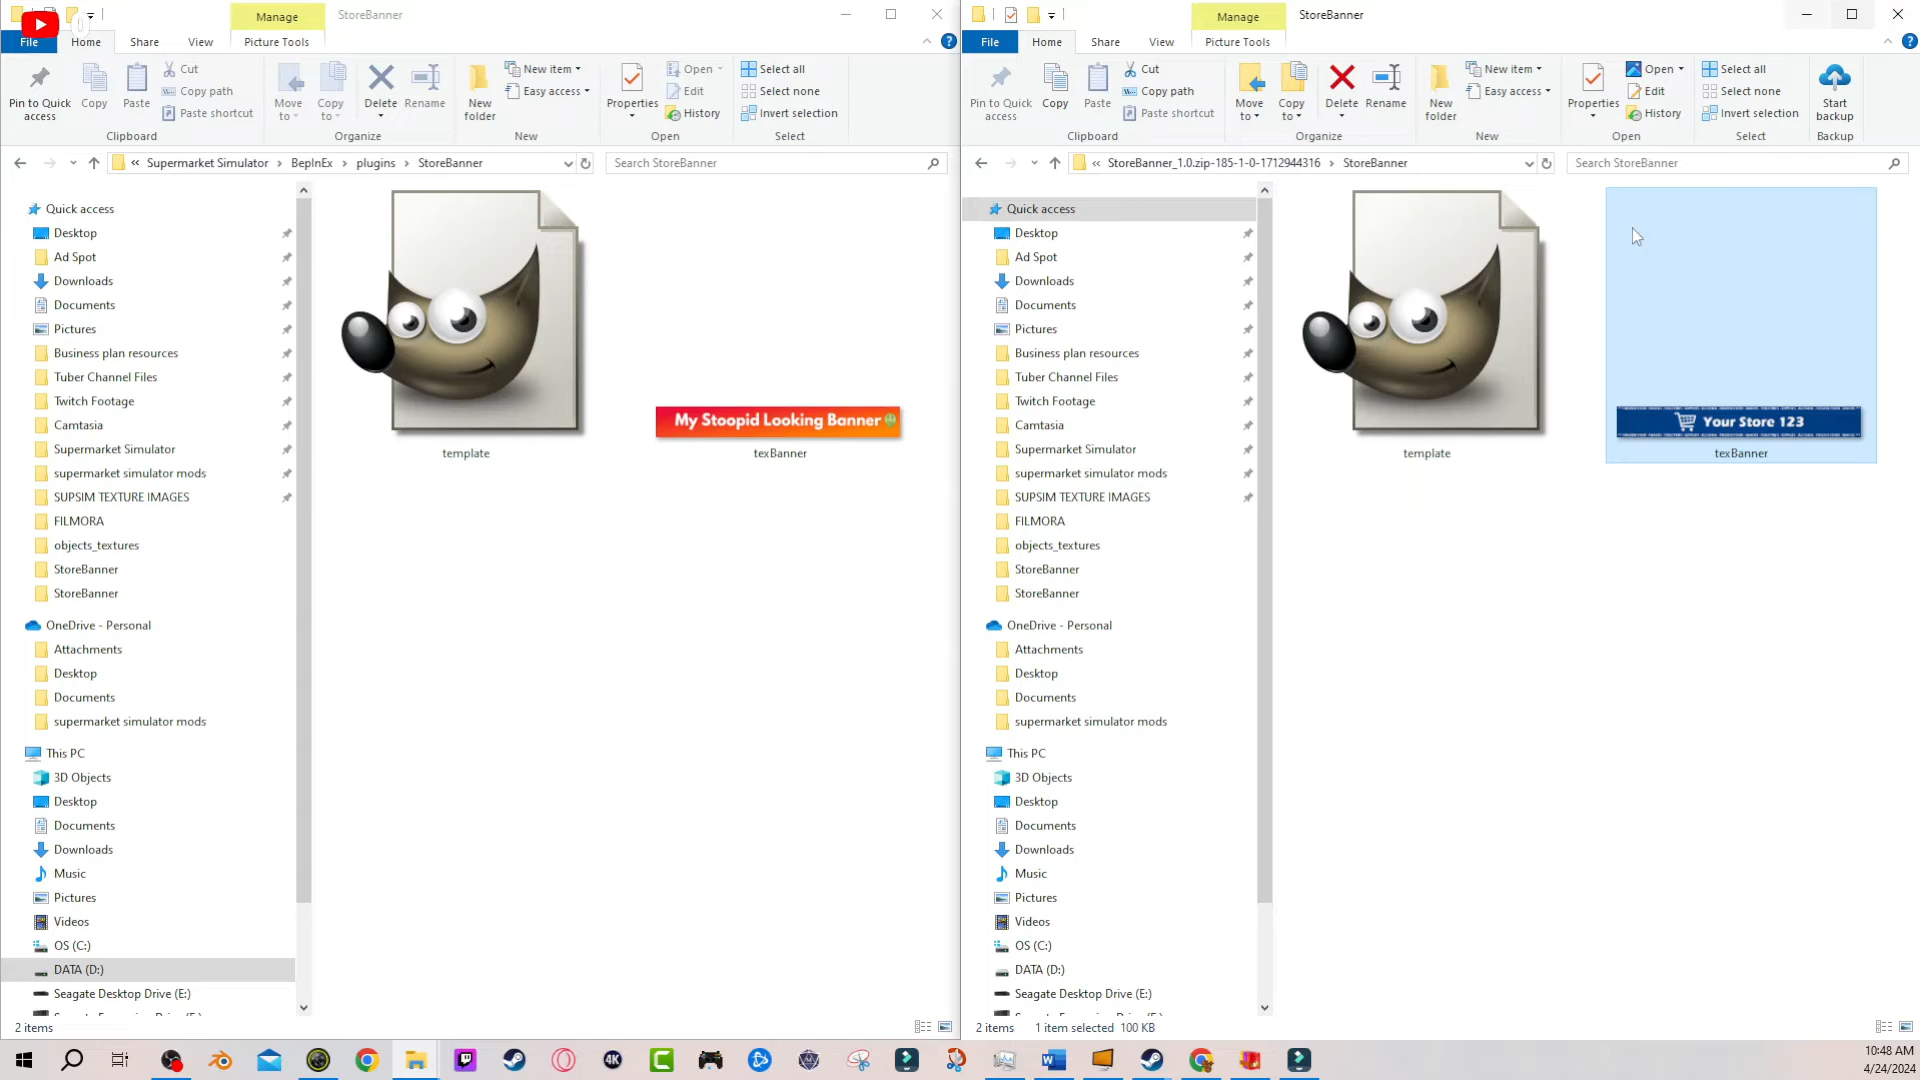 Manage
StoreBanner
File
Home
Share
View
Picture Tools
Pin to Quick access
Copy
Paste
Cut
Copy path
Paste shortcut
Clipboard
Move to
Copy to
Delete
Rename
Organize
New folder
New item
Easy access
New
Properties
Open
Edit
History
Open
Select all
Select none
Invert selection
Select
« Supermarket Simulator › BepInEx › plugins › StoreBanner
Search StoreBanner
Quick access
Desktop
Ad Spot
Downloads
Documents
Pictures
Business plan resources
Tuber Channel Files
Twitch Footage
Camtasia
Supermarket Simulator
supermarket simulator mods
SUPSIM TEXTURE IMAGES
FILMORA
objects_textures
StoreBanner
StoreBanner
OneDrive - Personal
Attachments
Desktop
Documents
supermarket simulator mods
This PC
3D Objects
Desktop
Documents
Downloads
Music
Pictures
Videos
OS (C:)
DATA (D:)
Seagate Desktop Drive (E:)
template
My Stoopid Looking Banner
texBanner
2 items
Manage
StoreBanner
File
Home
Share
View
Picture Tools
Pin to Quick access
Copy
Paste
Cut
Copy path
Paste shortcut
Clipboard
Move to
Copy to
Delete
Rename
Organize
New folder
New item
Easy access
New
Properties
Open
Edit
History
Open
Select all
Select none
Invert selection
Select
Start backup
Backup
« StoreBanner_1.0.zip-185-1-0-1712944316 › StoreBanner
Search StoreBanner
Quick access
Desktop
Ad Spot
Downloads
Documents
Pictures
Business plan resources
Tuber Channel Files
Twitch Footage
Camtasia
Supermarket Simulator
supermarket simulator mods
SUPSIM TEXTURE IMAGES
FILMORA
objects_textures
StoreBanner
StoreBanner
OneDrive - Personal
Attachments
Desktop
Documents
supermarket simulator mods
This PC
3D Objects
Desktop
Documents
Downloads
Music
Pictures
Videos
OS (C:)
DATA (D:)
Seagate Desktop Drive (E:)
template
Your Store 123
texBanner
2 items
1 item selected 100 KB
4K
10:48 AM
4/24/2024